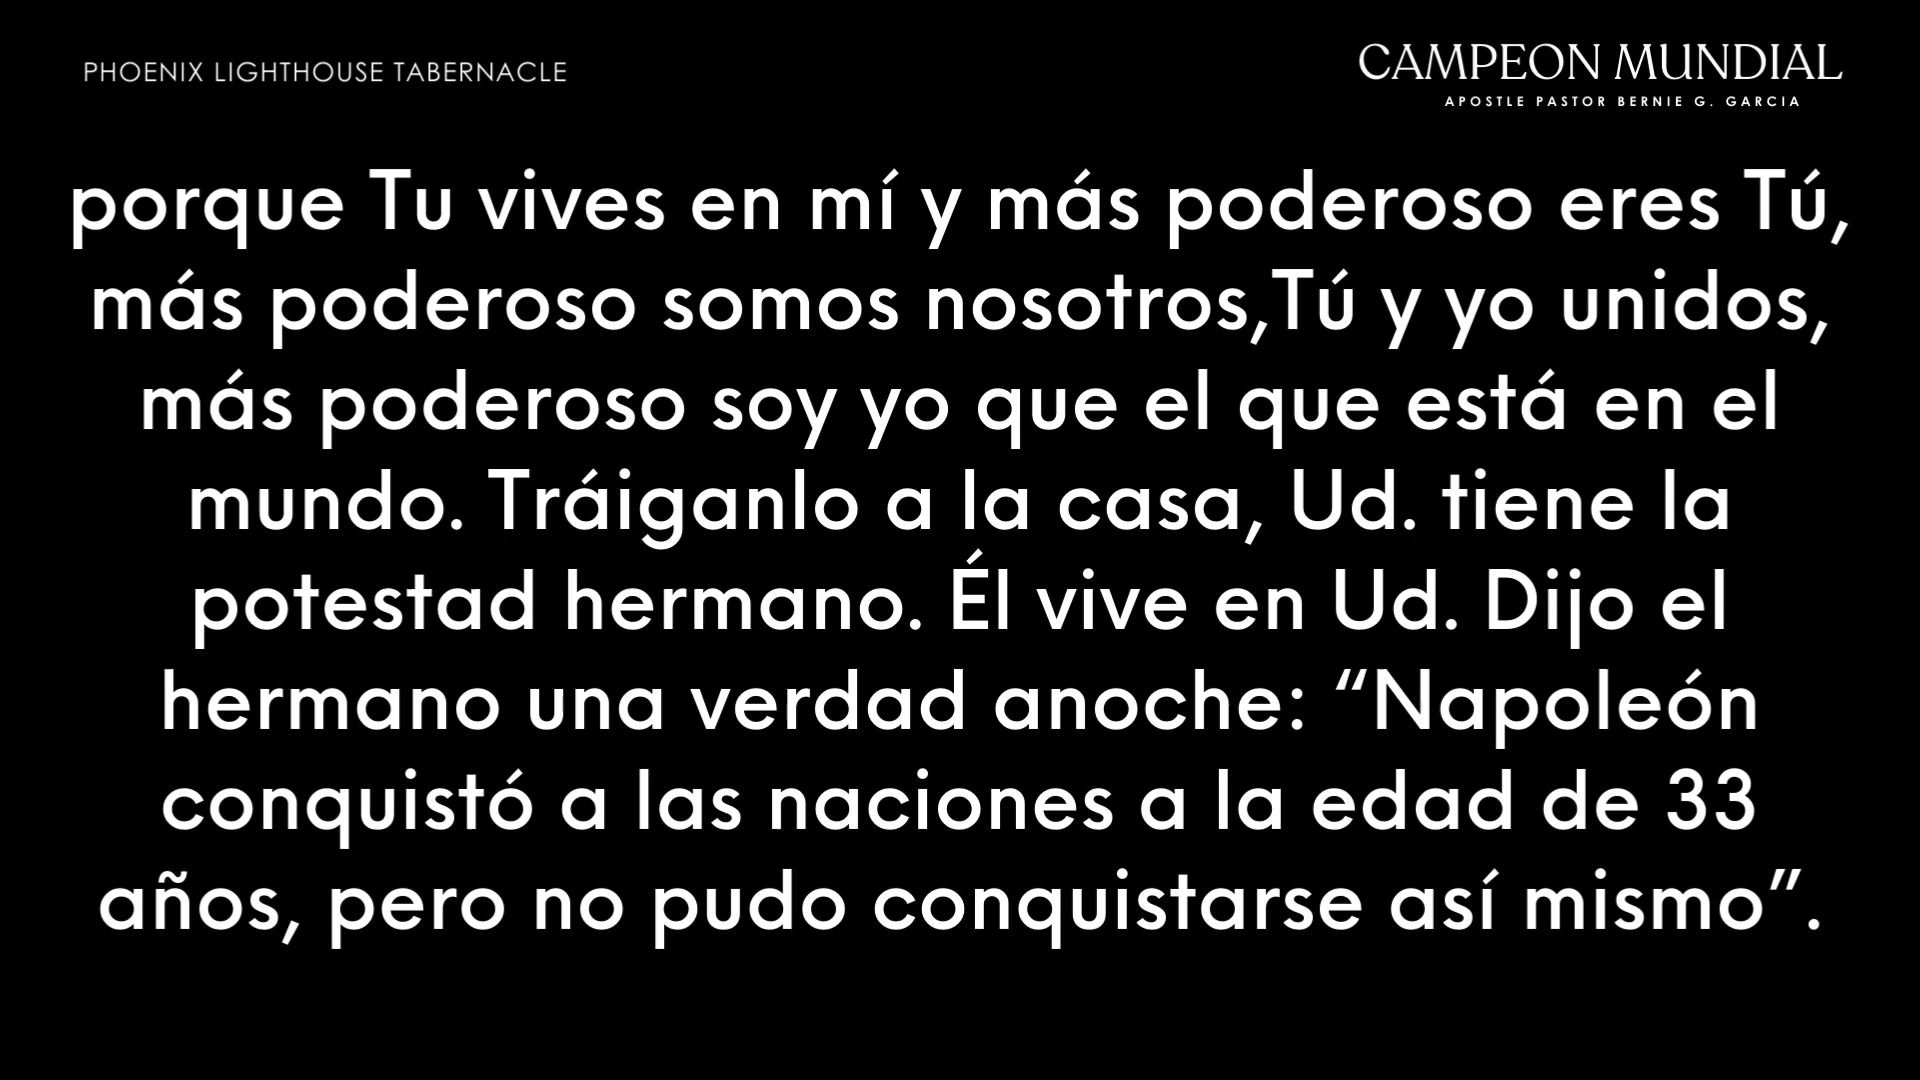 PHOENIX LIGHTHOUSE TABERNACLE
CAMPEON MUNDIAL
APOSTLE PASTOR BERNIE G. GARCIA
porque Tu vives en mí y más poderoso eres Tú,
más poderoso somos nosotros,Tú y yo unidos,
más poderoso soy yo que el que está en el
mundo. Tráiganlo a la casa, Ud. tiene la
potestad hermano. Él vive en Ud. Dijo el
hermano una verdad anoche: “Napoleón
conquistó a las naciones a la edad de 33
años, pero no pudo conquistarse así mismo”.